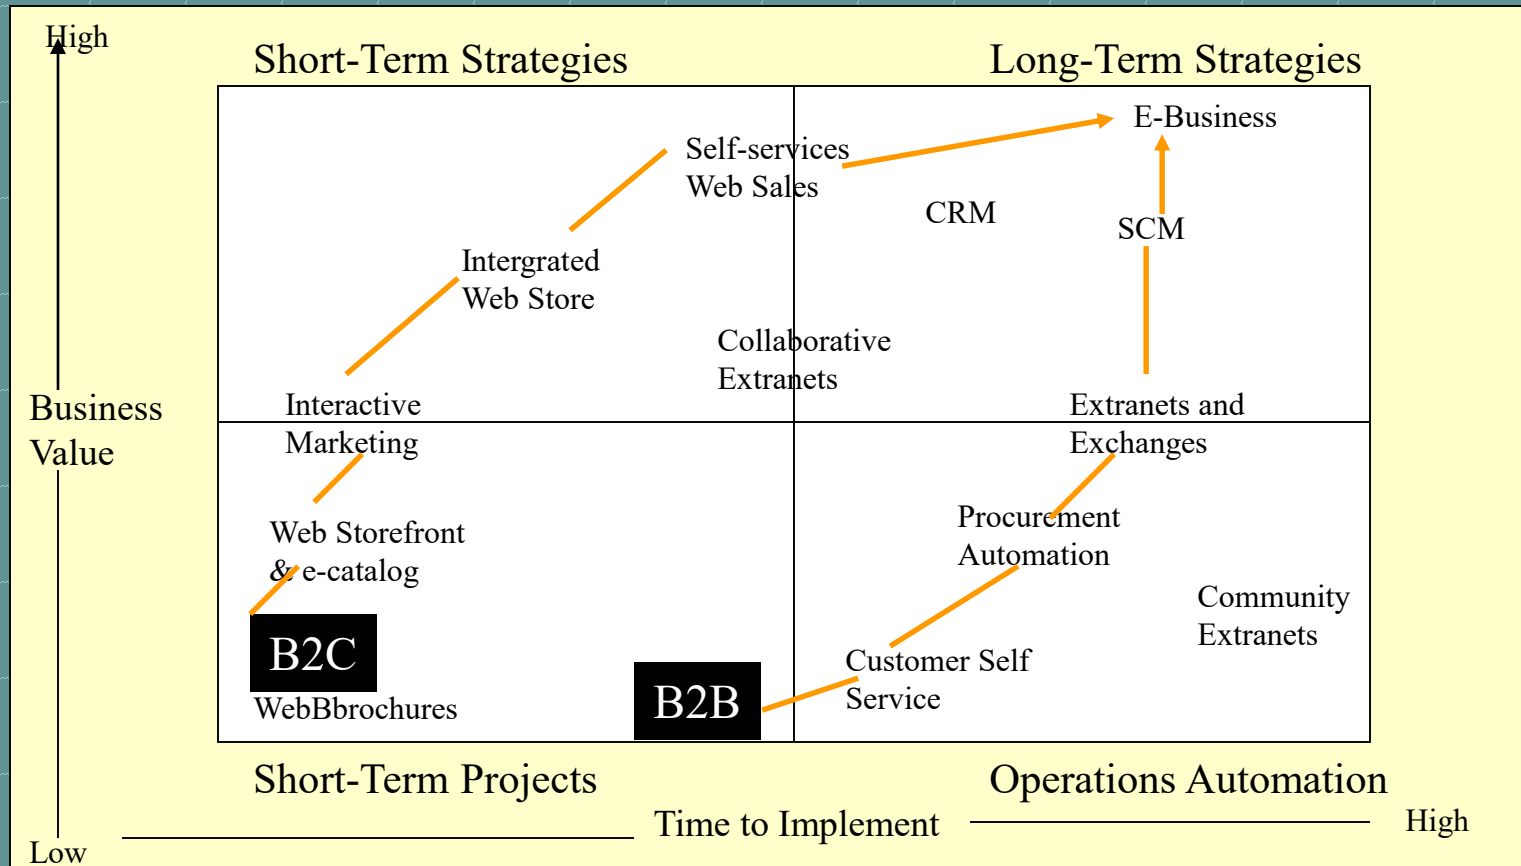 High
Short-Term Strategies
Long-Term Strategies
E-Business
Self-services
Web Sales
CRM
SCM
Intergrated
Web Store
Collaborative
Extranets
Business
Value
Interactive
Marketing
Extranets and
Exchanges
Web Storefront
& e-catalog
Procurement
Automation
Community
Extranets
B2C
WebBbrochures
B2B
Customer Self
Service
Short-Term Projects
Operations Automation
Time to Implement
High
Low